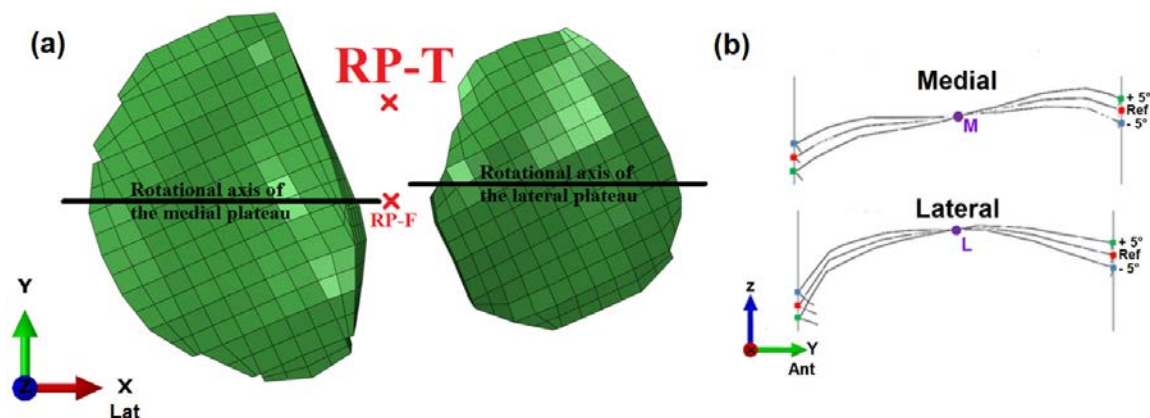 (a)
RP-T
Rotational axis of
the medial plateau
RP-F
Rotational axis of
the lateral plateau
Y
Z
X
Lat
(b)
Medial
+ 5°
Ref
- 5°
M
Lateral
+ 5°
Ref
- 5°
L
z
Y
Ant